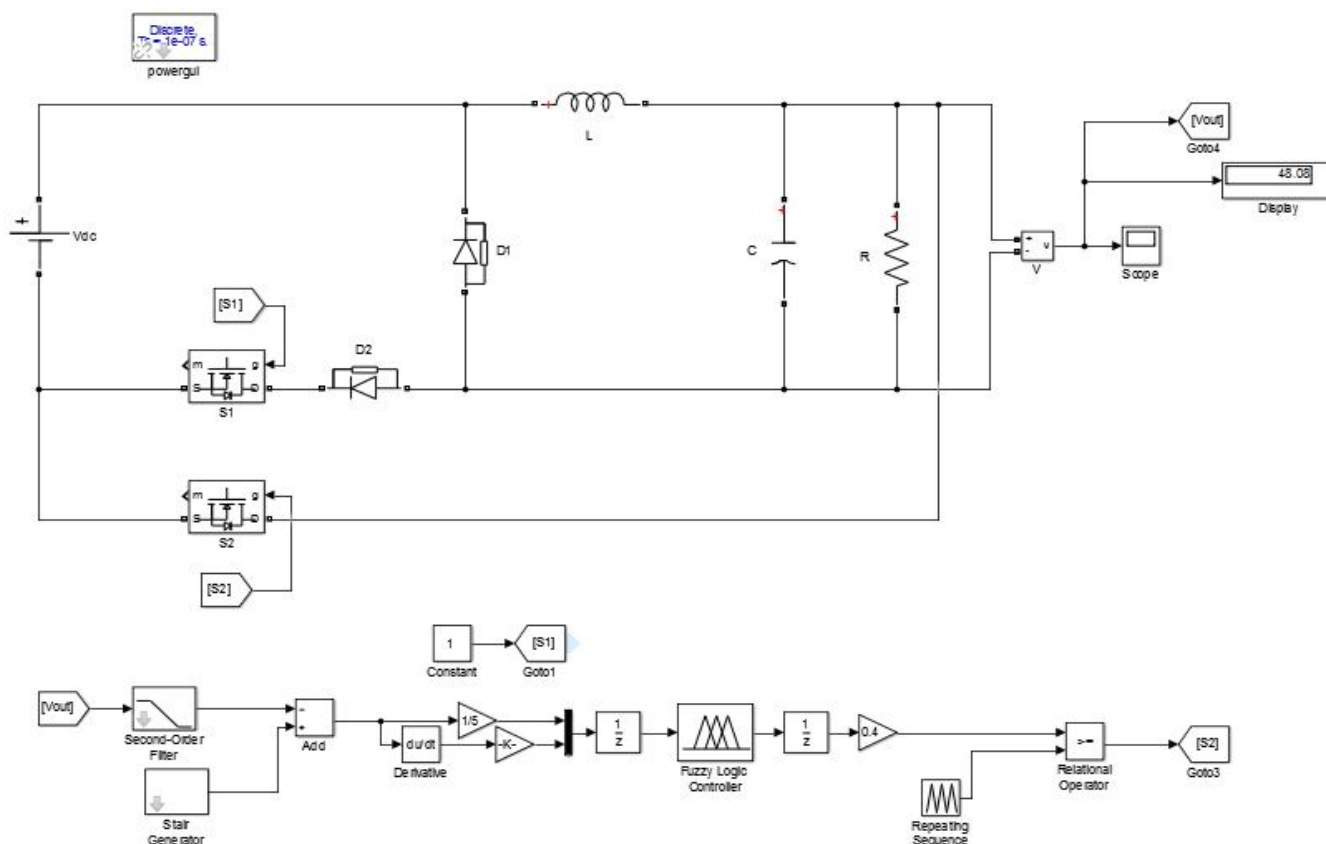 Discrete,
Ts = 1e-07 s.
powergui
L
[Vout]
Goto4
48.08
Display
+
Vdc
D1
C
R
+
-
v
V
Scope
[S1]
m
g
S
D
S1
D2
m
g
S
D
S2
[S2]
1
Constant
[S1]
Goto1
[Vout]
Second-Order
Filter
−
+
Add
1/5
du/dt
Derivative
-K-
1
z
Fuzzy Logic
Controller
1
z
0.4
>=
Relational
Operator
[S2]
Goto3
Stair
Generator
Repeating
Sequence